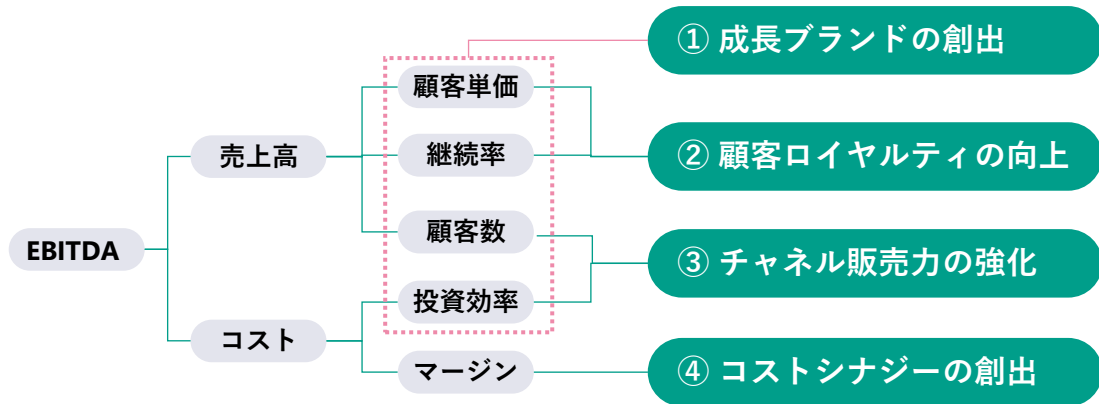 ① 成長ブランドの創出
顧客単価
売上高
継続率
② 顧客ロイヤルティの向上
顧客数
EBITDA
③ チャネル販売力の強化
投資効率
コスト
マージン
④ コストシナジーの創出